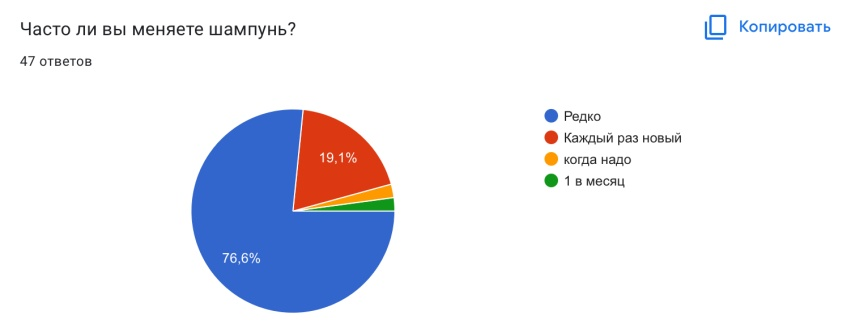 Часто ли вы меняете шампунь?
Копировать
47 ответов
Редко
Каждый раз новый
когда надо
1 в месяц
19,1%
76,6%